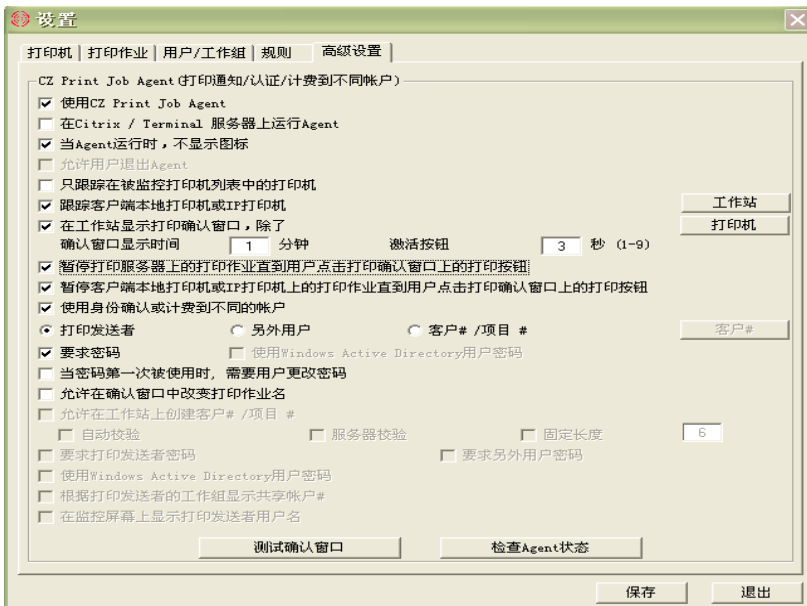 设置
打印机 打印作业 用户/工作组 规则 高级设置
CZ Print Job Agent(打印通知/认证/计费到不同帐户)
使用CZ Print Job Agent
在Citrix / Terminal 服务器上运行Agent
当Agent运行时，不显示图标
允许用户退出Agent
只跟踪在被监控打印机列表中的打印机
跟踪客户端本地打印机或IP打印机 工作站
在工作站显示打印确认窗口，除了 打印机
确认窗口显示时间 1 分钟 激活按钮 3 秒 (1-9)
暂停打印服务器上的打印作业直到用户点击打印确认窗口上的打印按钮
暂停客户端本地打印机或IP打印机上的打印作业直到用户点击打印确认窗口上的打印按钮
使用身份确认或计费到不同的帐户
打印发送者 另外用户 客户# /项目 # 客户#
要求密码 使用Windows Active Directory用户密码
当密码第一次被使用时，需要用户更改密码
允许在确认窗口中改变打印作业名
允许在工作站上创建客户# /项目 #
自动校验 服务器校验 固定长度 6
要求打印发送者密码 要求另外用户密码
使用Windows Active Directory用户密码
根据打印发送者的工作组显示共享帐户#
在监控屏幕上显示打印发送者用户名
测试确认窗口 检查Agent状态
保存 退出